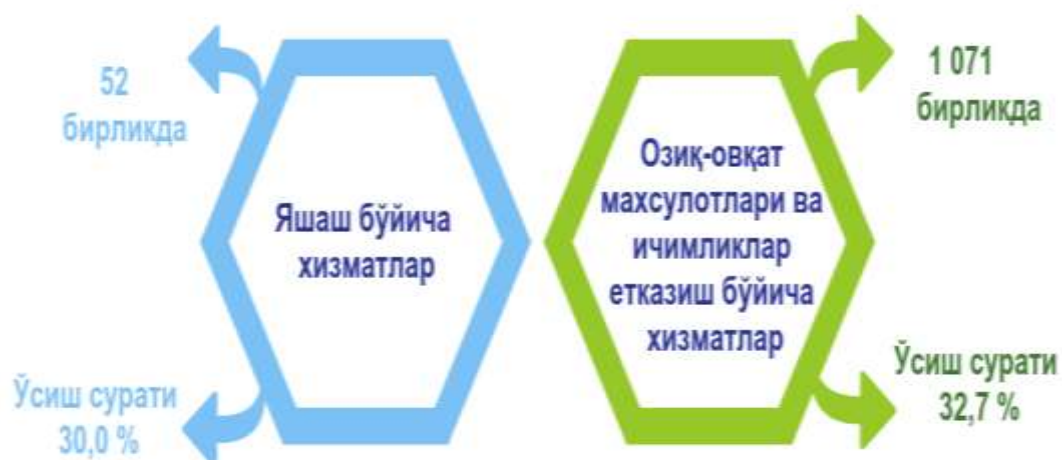 52
бирликда
Яшаш бўйича
хизматлар
Ўсиш сурати
30,0 %
1 071
бирликда
Озиқ-овқат
махсулотлари ва
ичимликлар
етказиш бўйича
хизматлар
Ўсиш сурати
32,7 %